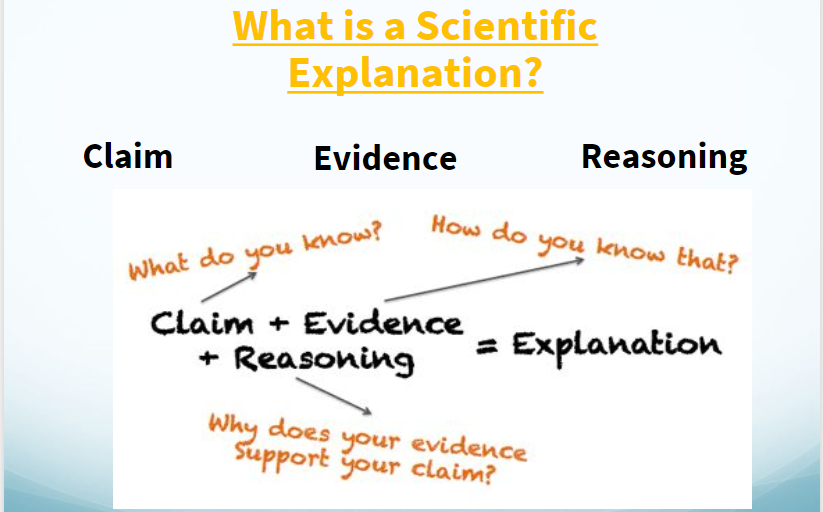 What is a Scientific
Explanation?
Claim Evidence Reasoning
What do you know? How do you know that?
Claim + Evidence
+ Reasoning = Explanation
Why does your evidence
Support your claim?